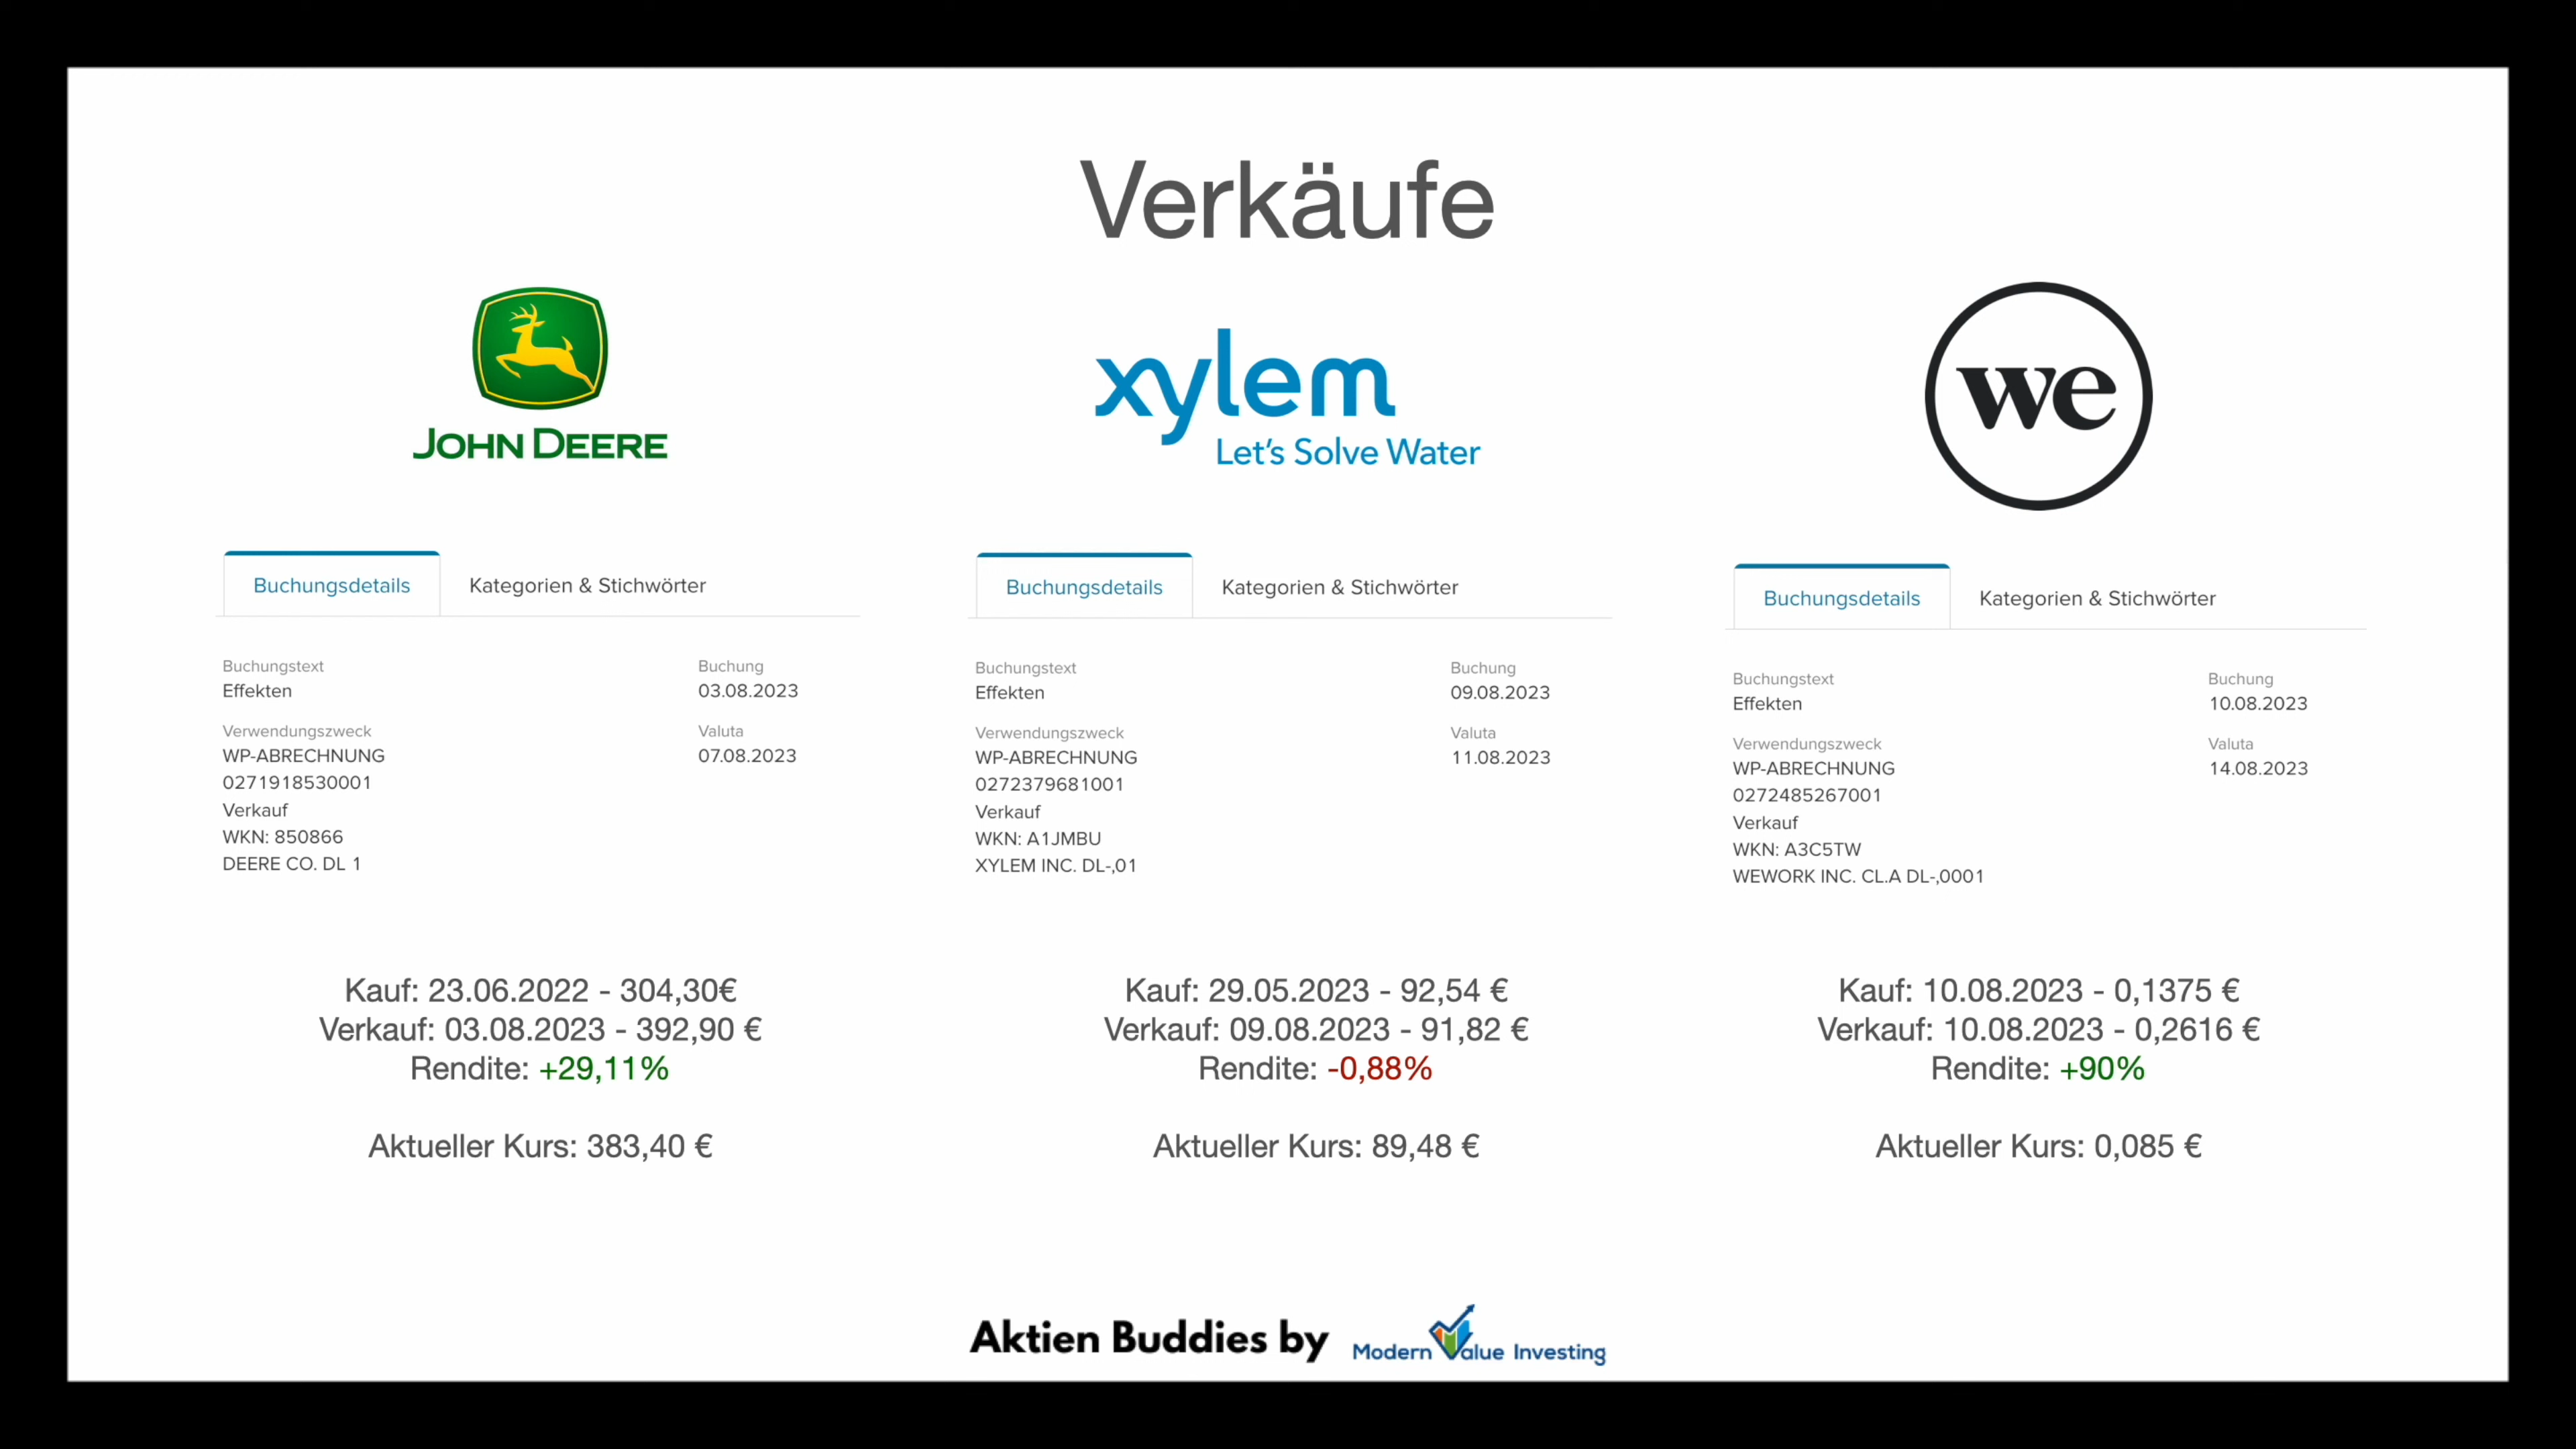 Verkäufe
JOHN DEERE
Buchungsdetails Kategorien & Stichwörter
Buchungstext Buchung
Effekten 03.08.2023
Verwendungszweck Valuta
WP-ABRECHNUNG 07.08.2023
0271918530001
Verkauf
WKN: 850866
DEERE CO. DL 1
Kauf: 23.06.2022 - 304,30€
Verkauf: 03.08.2023 - 392,90 €
Rendite: +29,11%
Aktueller Kurs: 383,40 €
xylem
Let's Solve Water
Buchungsdetails Kategorien & Stichwörter
Buchungstext Buchung
Effekten 09.08.2023
Verwendungszweck Valuta
WP-ABRECHNUNG 11.08.2023
0272379681001
Verkauf
WKN: A1JMBU
XYLEM INC. DL-,01
Kauf: 29.05.2023 - 92,54 €
Verkauf: 09.08.2023 - 91,82 €
Rendite: -0,88%
Aktueller Kurs: 89,48 €
we
Buchungsdetails Kategorien & Stichwörter
Buchungstext Buchung
Effekten 10.08.2023
Verwendungszweck Valuta
WP-ABRECHNUNG 14.08.2023
0272485267001
Verkauf
WKN: A3C5TW
WEWORK INC. CL.A DL-,0001
Kauf: 10.08.2023 - 0,1375 €
Verkauf: 10.08.2023 - 0,2616 €
Rendite: +90%
Aktueller Kurs: 0,085 €
Aktien Buddies by Modern Value Investing